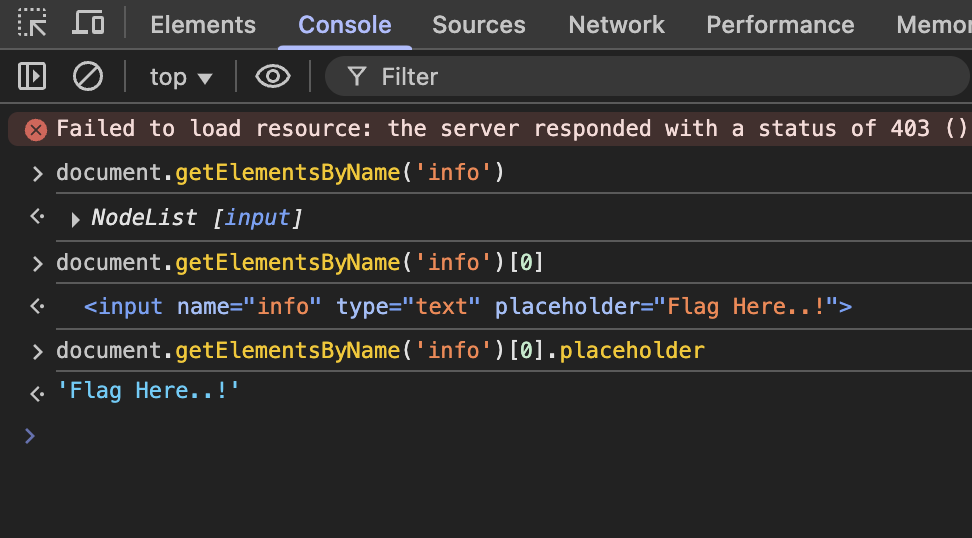 Elements Console Sources Network Performance Memor
top Filter
Failed to load resource: the server responded with a status of 403 ()
> document.getElementsByName('info')
NodeList [input]
> document.getElementsByName('info')[0]
<input name="info" type="text" placeholder="Flag Here..!">
> document.getElementsByName('info')[0].placeholder
'Flag Here..!'
>